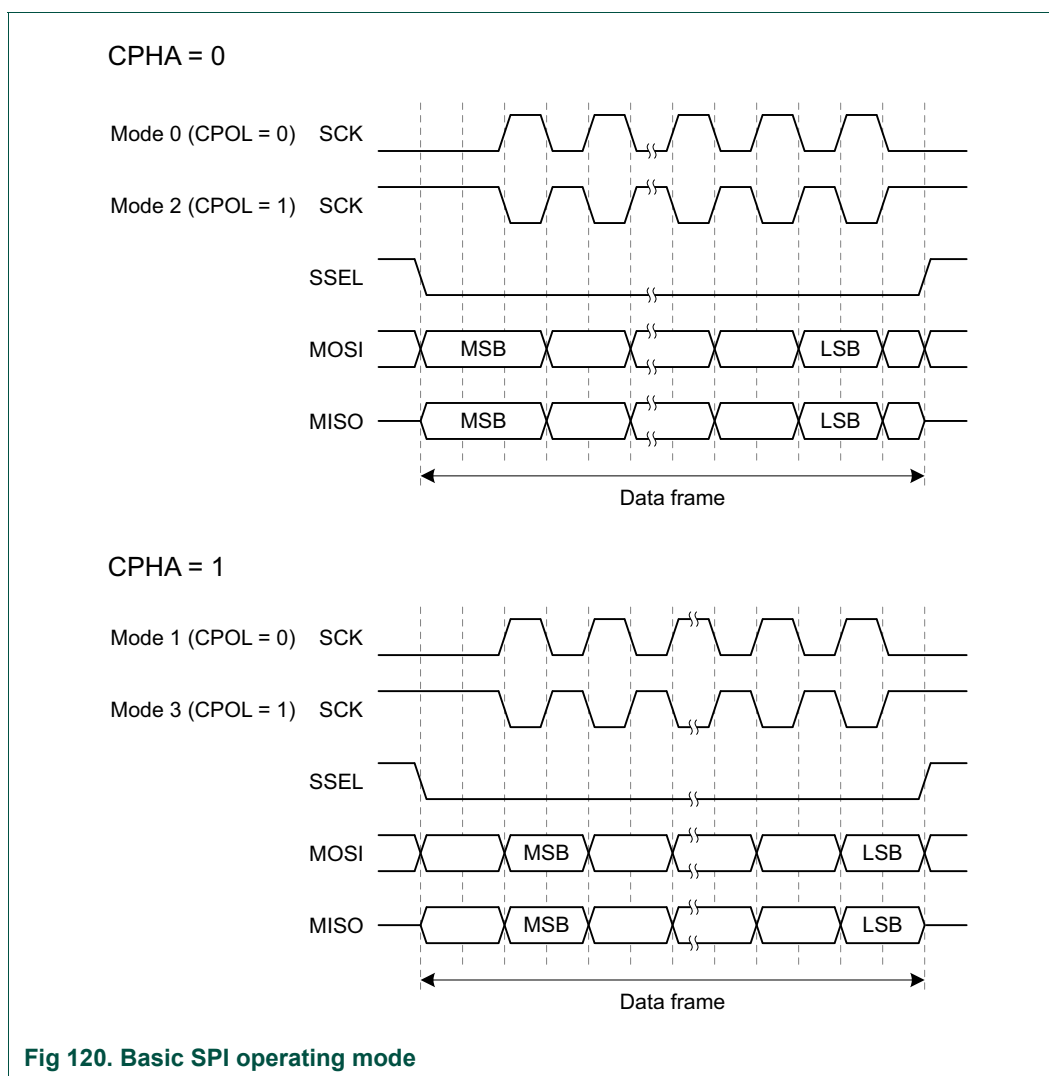 CPHA = 0
Mode 0 (CPOL = 0) SCK
Mode 2 (CPOL = 1) SCK
SSEL
MOSI MSB LSB
MISO MSB LSB
Data frame
CPHA = 1
Mode 1 (CPOL = 0) SCK
Mode 3 (CPOL = 1) SCK
SSEL
MOSI MSB LSB
MISO MSB LSB
Data frame
Fig 120. Basic SPI operating mode